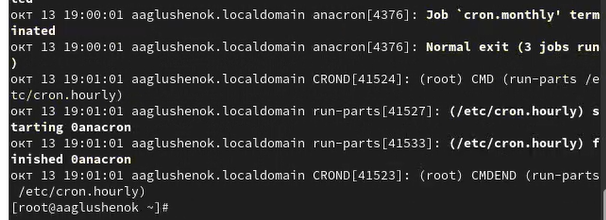 ted
окт 13 19:00:01 aaglushenok.localdomain anacron[4376]: Job `cron.monthly' term
inated
окт 13 19:00:01 aaglushenok.localdomain anacron[4376]: Normal exit (3 jobs run
)
окт 13 19:01:01 aaglushenok.localdomain CROND[41524]: (root) CMD (run-parts /e
tc/cron.hourly)
окт 13 19:01:01 aaglushenok.localdomain run-parts[41527]: (/etc/cron.hourly) s
tarting 0anacron
окт 13 19:01:01 aaglushenok.localdomain run-parts[41533]: (/etc/cron.hourly) f
inished 0anacron
окт 13 19:01:01 aaglushenok.localdomain CROND[41523]: (root) CMDEND (run-parts
 /etc/cron.hourly)
[root@aaglushenok ~]#